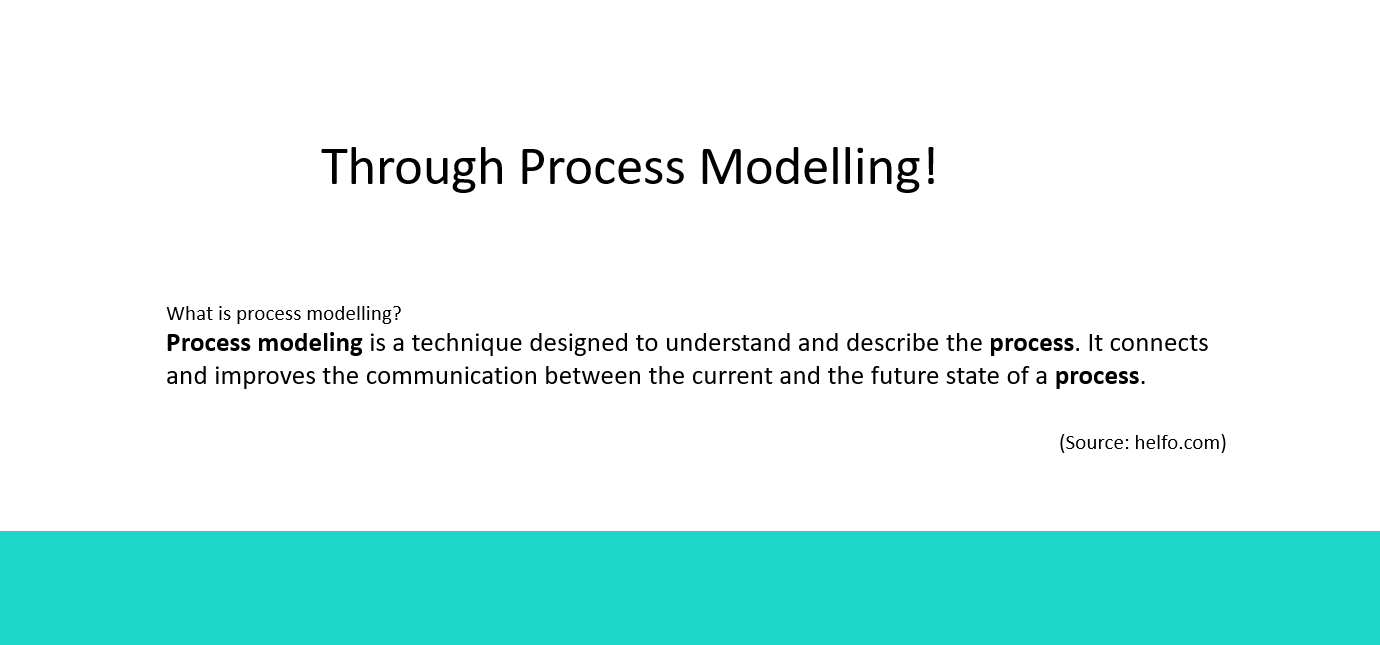 Through Process Modelling!
What is process modelling?
Process modeling is a technique designed to understand and describe the process. It connects
and improves the communication between the current and the future state of a process.
(Source: helfo.com)